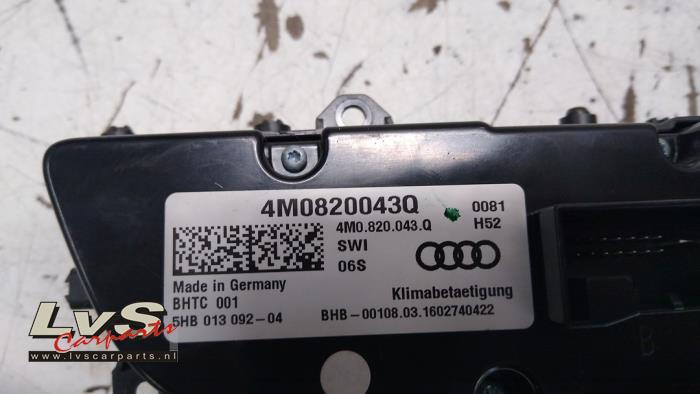 4M0820043Q
0081
4M0.820.043.Q
H52
SWI
06S
Made in Germany
BHTC 001
Klimabetaetigung
5HB 013 092-04
BHB-00108.03.1602740422
B
LvS
Carparts
www.lvscarparts.nl